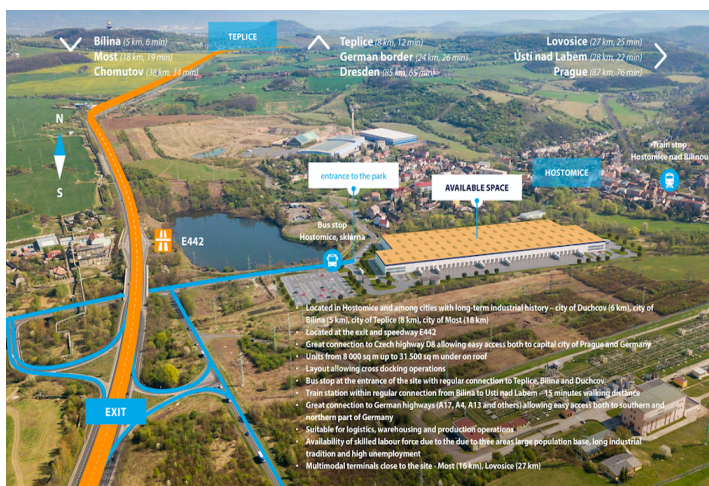 TEPLICE
Bílina (5 km, 6 min)
Most (18 km, 19 min)
Chomutov (38 km, 34 min)
Teplice (8 km, 12 min)
German border (24 km, 26 min)
Dresden (85 km, 65 min)
Lovosice (27 km, 25 min)
Ústí nad Labem (28 km, 22 min)
Prague (87 km, 76 min)
N
S
Train stop
Hostomice nad Bílinou
HOSTOMICE
entrance to the park
AVAILABLE SPACE
Bus stop
Hostomice, sklárna
E442
• Located in Hostomice and among cities with long-term industrial history – city of Duchcov (6 km), city of
Bílina (5 km), city of Teplice (8 km), city of Most (18 km)
• Located at the exit and speedway E442
• Great connection to Czech highway D8 allowing easy access both to capital city of Prague and Germany
• Units from 8 000 sq m up to 31 500 sq m under on roof
• Layout allowing cross docking operations
• Bus stop at the entrance of the site with regular connection to Teplice, Bílina and Duchcov
• Train station within regular connection from Bílina to Ústí nad Labem – 15 minutes walking distance
• Great connection to German highways (A17, A4, A13 and others) allowing easy access both to southern and
northern part of Germany
• Suitable for logistics, warehousing and production operations
• Availability of skilled labour force due to the due to thee areas large population base, long industrial
tradition and high unemployment
• Multimodal terminals close to the site - Most (16 km), Lovosice (27 km)
EXIT